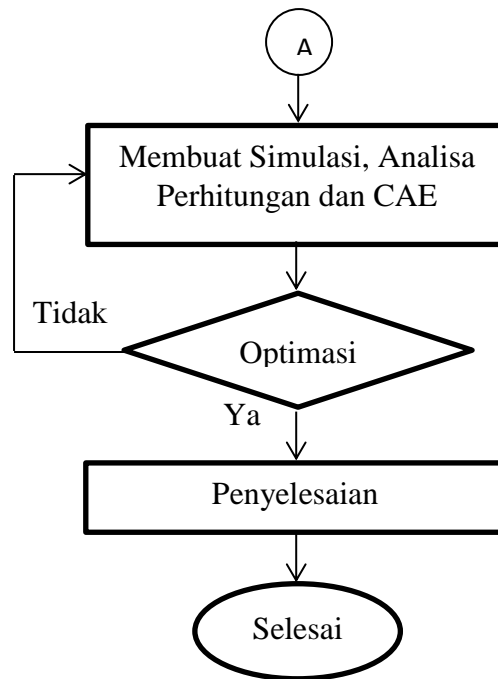 A
Membuat Simulasi, Analisa
Perhitungan dan CAE
Tidak
Optimasi
Ya
Penyelesaian
Selesai